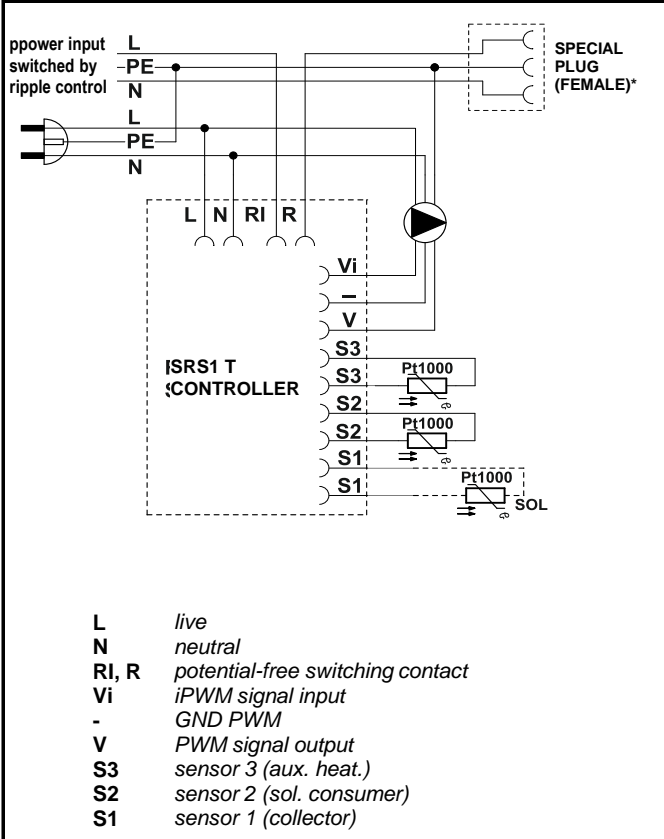 ppower input
switched by
ripple control
L
PE
N
SPECIAL
PLUG
(FEMALE)*
L
PE
N
L N RI R
Vi
–
V
S3
S3
S2
S2
S1
S1
SRS1 T
CONTROLLER
Pt1000
Pt1000
Pt1000
SOL
L live
N neutral
RI, R potential-free switching contact
Vi iPWM signal input
- GND PWM
V PWM signal output
S3 sensor 3 (aux. heat.)
S2 sensor 2 (sol. consumer)
S1 sensor 1 (collector)